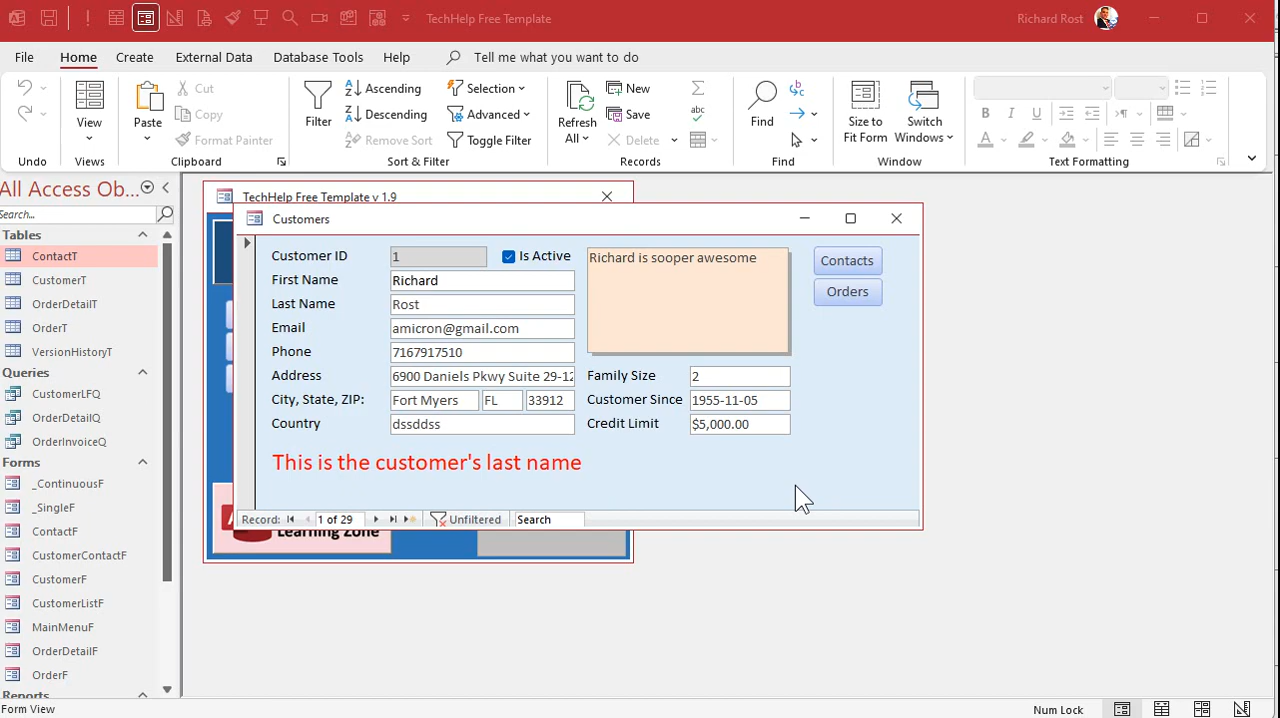 TechHelp Free Template
Richard Rost
File Home Create External Data Database Tools Help Tell me what you want to do
View
Paste
Cut
Copy
Format Painter
Filter
Ascending
Descending
Remove Sort
Selection
Advanced
Toggle Filter
Refresh
All
New
Save
Delete
abc
Find
Size to
Fit Form
Switch
Windows
B I U
A
Undo Views Clipboard Sort & Filter Records Find Window Text Formatting
All Access Ob...
Search...
Tables
ContactT
CustomerT
OrderDetailT
OrderT
VersionHistoryT
Queries
CustomerLFQ
OrderDetailQ
OrderInvoiceQ
Forms
_ContinuousF
_SingleF
ContactF
CustomerContactF
CustomerF
CustomerListF
MainMenuF
OrderDetailF
OrderF
Reports
TechHelp Free Template v 1.9
Customers
Customer ID 1 Is Active
First Name Richard
Last Name Rost
Email amicron@gmail.com
Phone 7167917510
Address 6900 Daniels Pkwy Suite 29-12
City, State, ZIP: Fort Myers FL 33912
Country dssddss
Richard is sooper awesome
Contacts
Orders
Family Size 2
Customer Since 1955-11-05
Credit Limit $5,000.00
This is the customer's last name
Record: 1 of 29 Unfiltered Search
Learning Zone
Form View
Num Lock